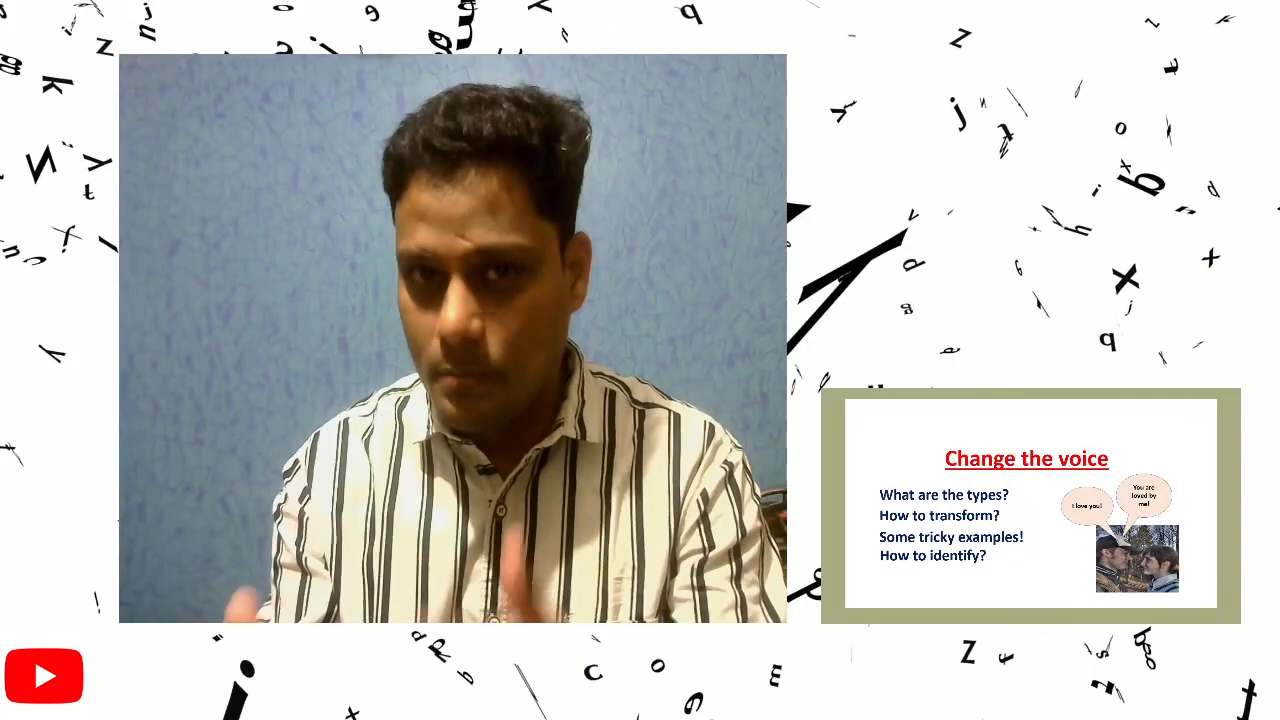 Change the voice
What are the types?
How to transform?
Some tricky examples!
How to identify?
I love you!
You are
loved by
me!